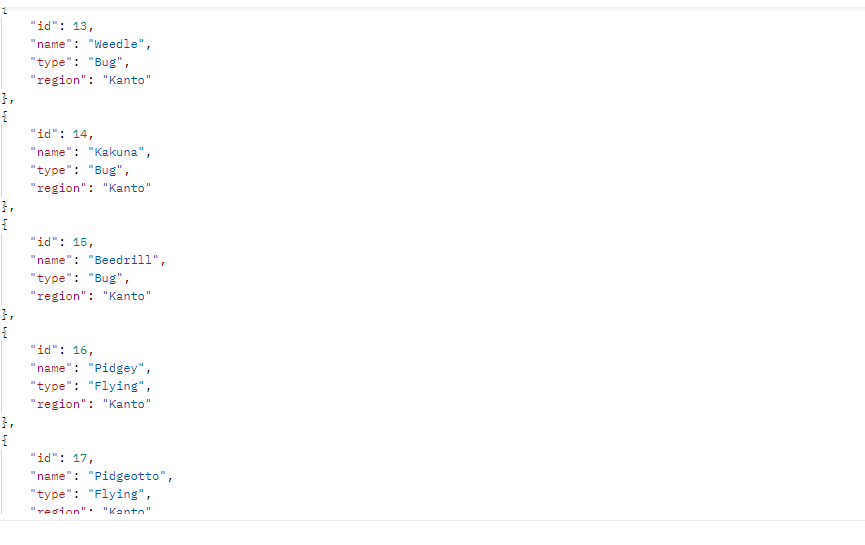 {
    "id": 13,
    "name": "Weedle",
    "type": "Bug",
    "region": "Kanto"
},
{
    "id": 14,
    "name": "Kakuna",
    "type": "Bug",
    "region": "Kanto"
},
{
    "id": 15,
    "name": "Beedrill",
    "type": "Bug",
    "region": "Kanto"
},
{
    "id": 16,
    "name": "Pidgey",
    "type": "Flying",
    "region": "Kanto"
},
{
    "id": 17,
    "name": "Pidgeotto",
    "type": "Flying",
    "region": "Kanto"